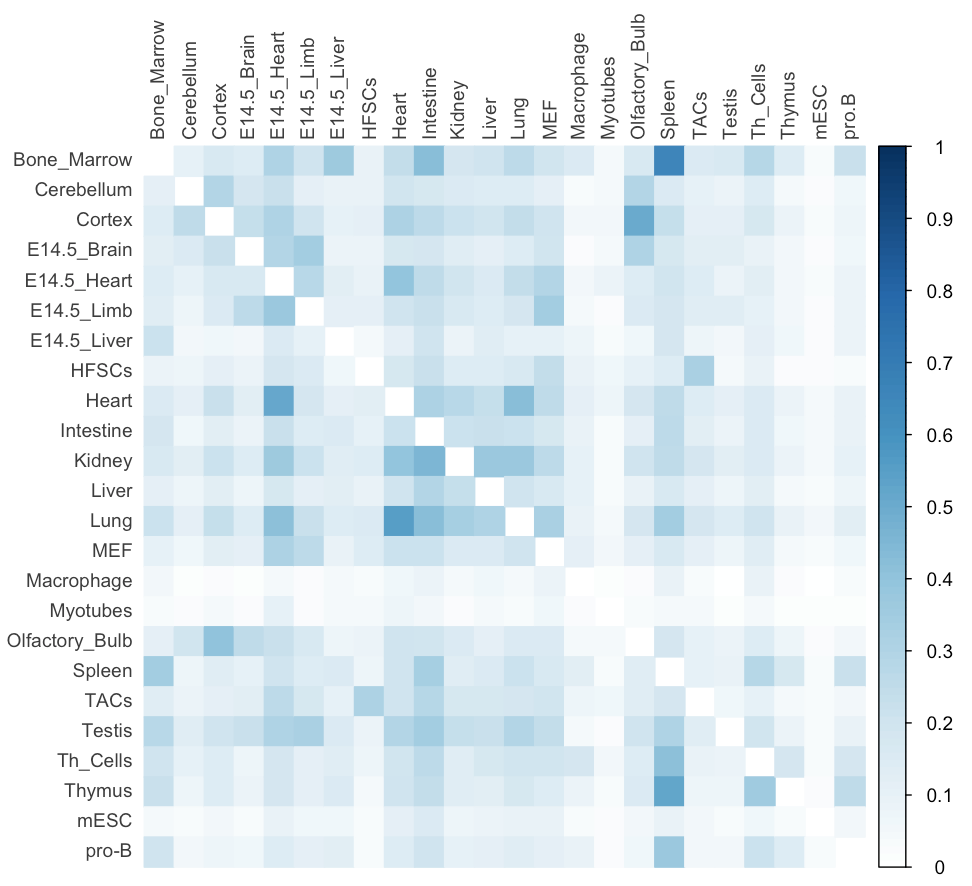 Bone_Marrow
Cerebellum
Cortex
E14.5_Brain
E14.5_Heart
E14.5_Limb
E14.5_Liver
HFSCs
Heart
Intestine
Kidney
Liver
Lung
MEF
Macrophage
Myotubes
Olfactory_Bulb
Spleen
TACs
Testis
Th_Cells
Thymus
mESC
pro.B
Bone_Marrow
Cerebellum
Cortex
E14.5_Brain
E14.5_Heart
E14.5_Limb
E14.5_Liver
HFSCs
Heart
Intestine
Kidney
Liver
Lung
MEF
Macrophage
Myotubes
Olfactory_Bulb
Spleen
TACs
Testis
Th_Cells
Thymus
mESC
pro-B
1
0.9
0.8
0.7
0.6
0.5
0.4
0.3
0.2
0.1
0